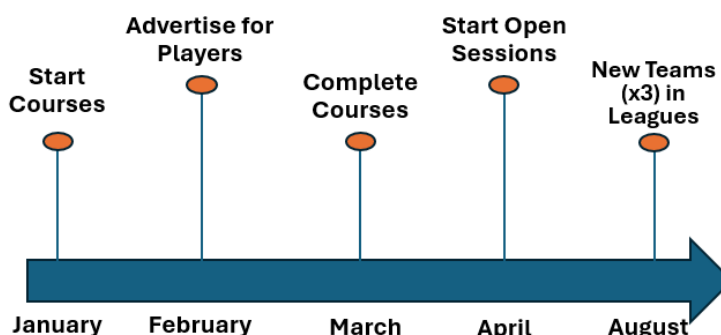 Start
Courses
Advertise for
Players
Complete
Courses
Start Open
Sessions
New Teams
(x3) in
Leagues
January
February
March
April
August